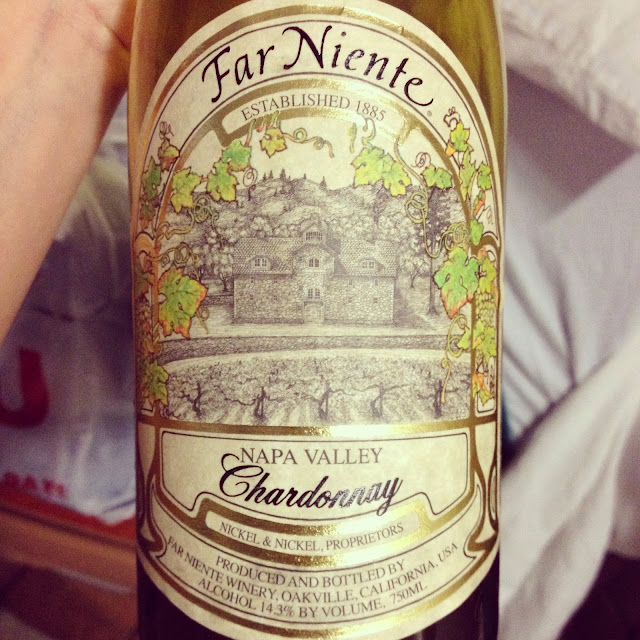 Far Niente®
ESTABLISHED 1885
NAPA VALLEY
Chardonnay
NICKEL & NICKEL, PROPRIETORS
PRODUCED AND BOTTLED BY
FAR NIENTE WINERY, OAKVILLE, CALIFORNIA, USA
ALCOHOL 14.3% BY VOLUME, 750ML